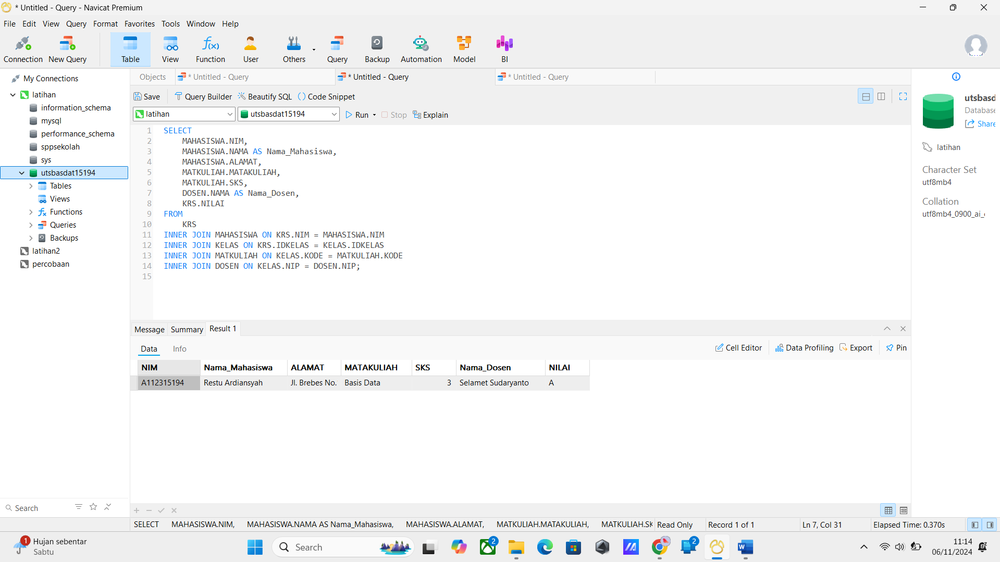 * Untitled - Query - Navicat Premium
File Edit View Query Format Favorites Tools Window Help
Connection New Query Table View Function User Others Query Backup Automation Model BI
My Connections
latihan
information_schema
mysql
performance_schema
sppsekolah
sys
utsbasdat15194
Tables
Views
Functions
Queries
Backups
latihan2
percobaan
Search
Objects * Untitled - Query * Untitled - Query * Untitled - Query
Save Query Builder Beautify SQL () Code Snippet
latihan utsbasdat15194 Run Stop Explain
1 SELECT
2 MAHASISWA.NIM,
3 MAHASISWA.NAMA AS Nama_Mahasiswa,
4 MAHASISWA.ALAMAT,
5 MATKULIAH.MATAKULIAH,
6 MATKULIAH.SKS,
7 DOSEN.NAMA AS Nama_Dosen,
8 KRS.NILAI
9 FROM
10 KRS
11 INNER JOIN MAHASISWA ON KRS.NIM = MAHASISWA.NIM
12 INNER JOIN KELAS ON KRS.IDKELAS = KELAS.IDKELAS
13 INNER JOIN MATKULIAH ON KELAS.KODE = MATKULIAH.KODE
14 INNER JOIN DOSEN ON KELAS.NIP = DOSEN.NIP;
15
Message Summary Result 1
Data Info Cell Editor Data Profiling Export Pin
NIM Nama_Mahasiswa ALAMAT MATAKULIAH SKS Nama_Dosen NILAI
A112315194 Restu Ardiansyah Jl. Brebes No. Basis Data 3 Selamet Sudaryanto A
SELECT MAHASISWA.NIM, MAHASISWA.NAMA AS Nama_Mahasiswa, MAHASISWA.ALAMAT, MATKULIAH.MATAKULIAH, MATKULIAH.SK Read Only Record 1 of 1 Ln 7, Col 31 Elapsed Time: 0.370s
utsbasd
Database
Share
latihan
Character Set
utf8mb4
Collation
utf8mb4_0900_ai_
1 Hujan sebentar
Sabtu
Search
2
2
11:14
06/11/2024